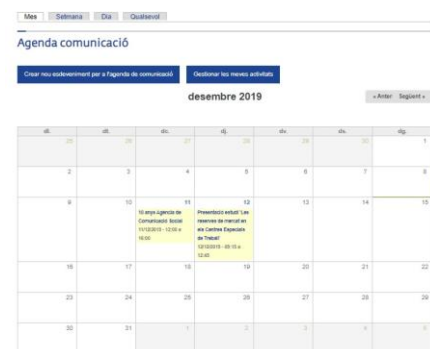 Mes Setmana Dia Qualsevol
Agenda comunicació
Crear nou esdeveniment per a l'agenda de comunicació Gestionar les meves activitats
desembre 2019
« Anter Següent »
dl. dt. dc. dj. dv. ds. dg.
25 26 27 28 29 30 1
2 3 4 5 6 7 8
9 10 11 12 13 14 15
10 anys Agencia de
Comunicació Social
11/12/2019 - 12:00 a
16:00
Presentació estudi 'Les
reserves de mercat en
els Centres Especials
de Treball'
12/12/2019 - 09:15 a
12:45
16 17 18 19 20 21 22
23 24 25 26 27 28 29
30 31 1 2 3 4 5